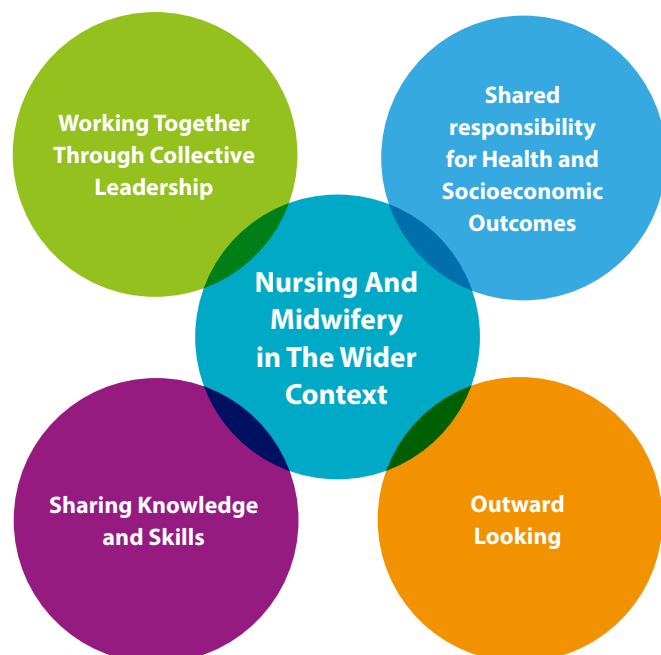 Working Together
Through Collective
Leadership
Shared
responsibility
for Health and
Socioeconomic
Outcomes
Nursing And
Midwifery
in The Wider
Context
Sharing Knowledge
and Skills
Outward
Looking